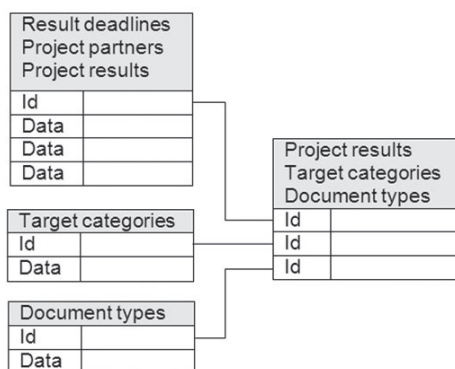 Result deadlines
Project partners
Project results
Id
Data
Data
Data
Target categories
Id
Data
Document types
Id
Data
Project results
Target categories
Document types
Id
Id
Id